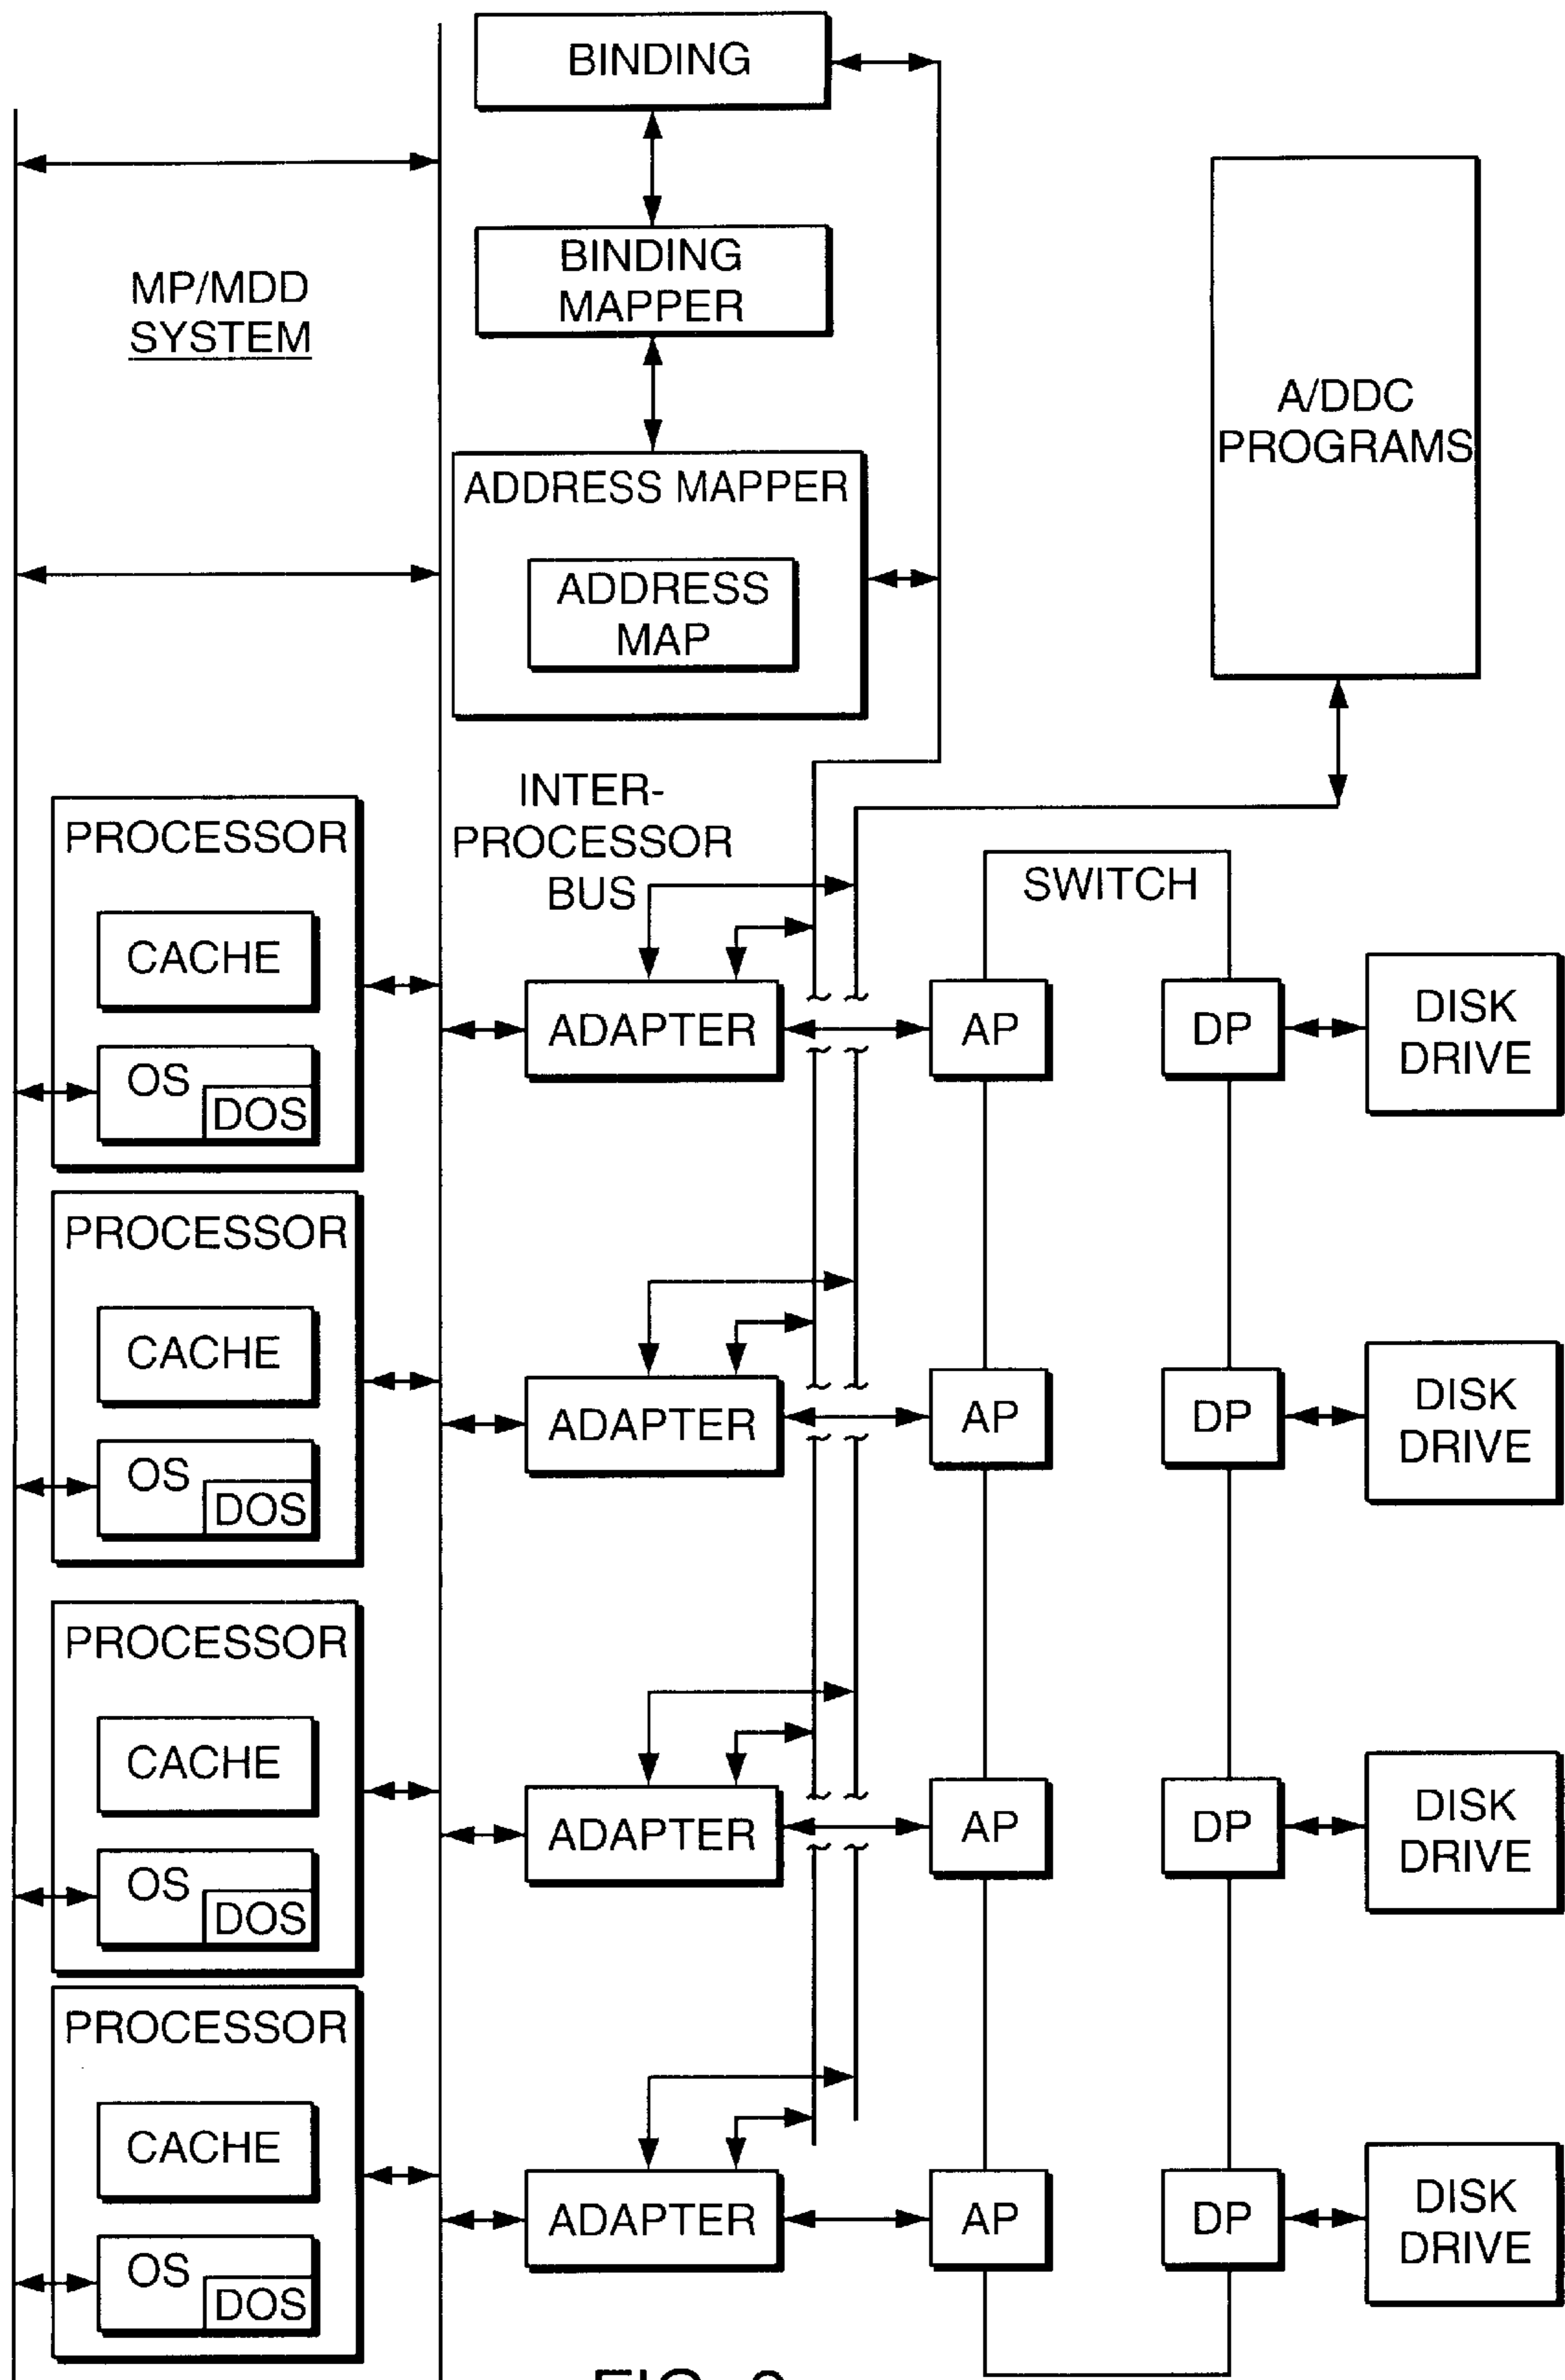 BINDING
BINDING
MAPPER
MP/MDD
SYSTEM
A/DDC
PROGRAMS
ADDRESS MAPPER
ADDRESS
MAP
INTER-
PROCESSOR
BUS
SWITCH
PROCESSOR
CACHE
OS
DOS
ADAPTER
AP
DP
DISK
DRIVE
PROCESSOR
CACHE
OS
DOS
ADAPTER
AP
DP
DISK
DRIVE
PROCESSOR
CACHE
OS
DOS
ADAPTER
AP
DP
DISK
DRIVE
PROCESSOR
CACHE
OS
DOS
ADAPTER
AP
DP
DISK
DRIVE
FIG.